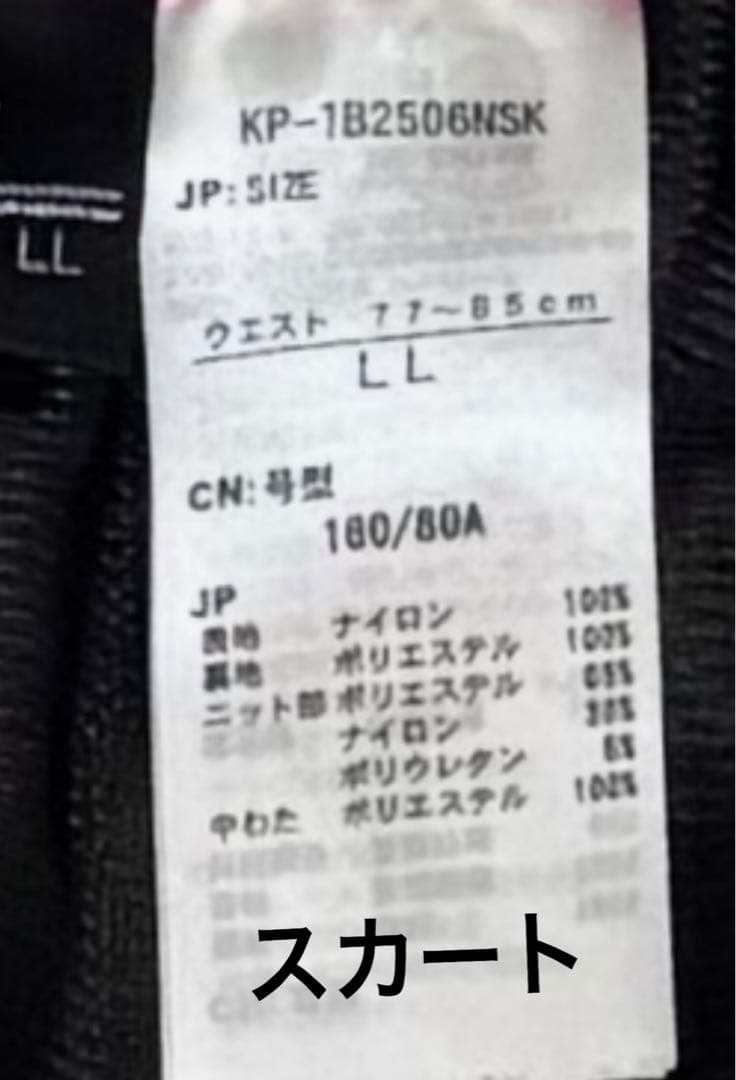 KP-1B2506NSK
JP:SIZE
LL
ウエスト 77~85cm
LL
CN:号型
160/80A
JP
表地 ナイロン 100%
裏地 ポリエステル 100%
ニット部 ポリエステル
ナイロン
ポリウレタン
中わた ポリエステル 100%
スカート